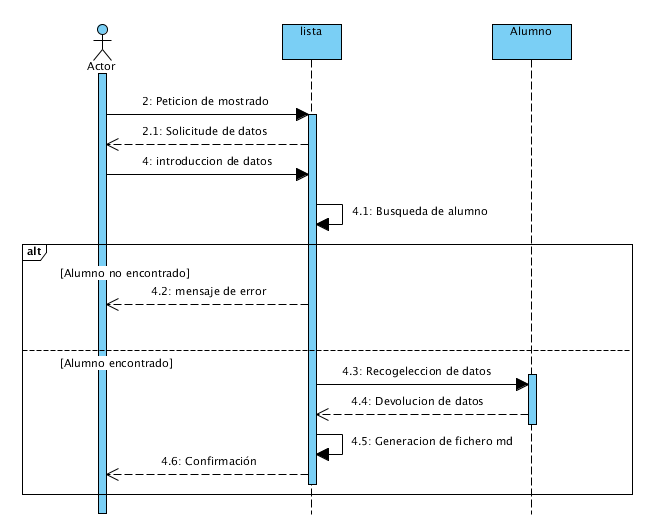 lista
Alumno
Actor
2: Peticion de mostrado
2.1: Solicitude de datos
4: introduccion de datos
4.1: Busqueda de alumno
alt
[Alumno no encontrado]
4.2: mensaje de error
[Alumno encontrado]
4.3: Recogeleccion de datos
4.4: Devolucion de datos
4.5: Generacion de fichero md
4.6: Confirmación